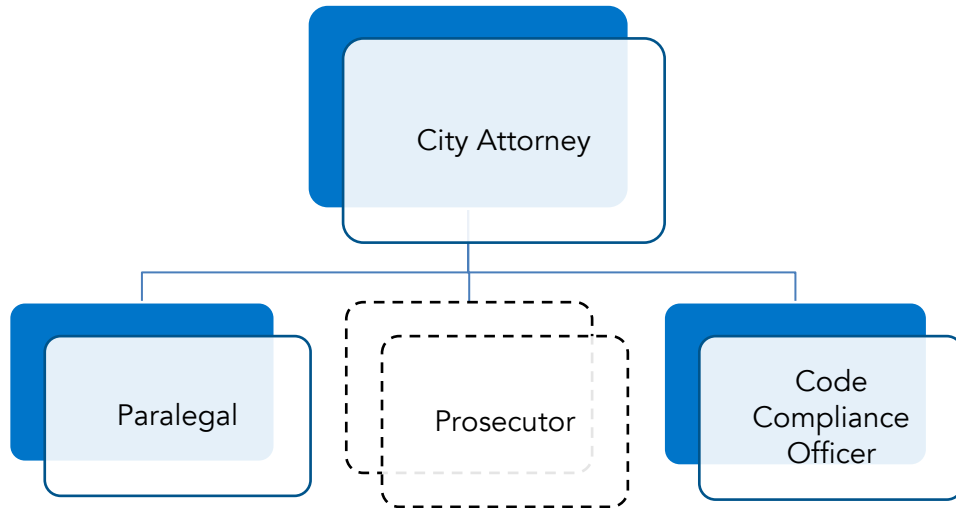 City Attorney
Paralegal
Prosecutor
Code
Compliance
Officer